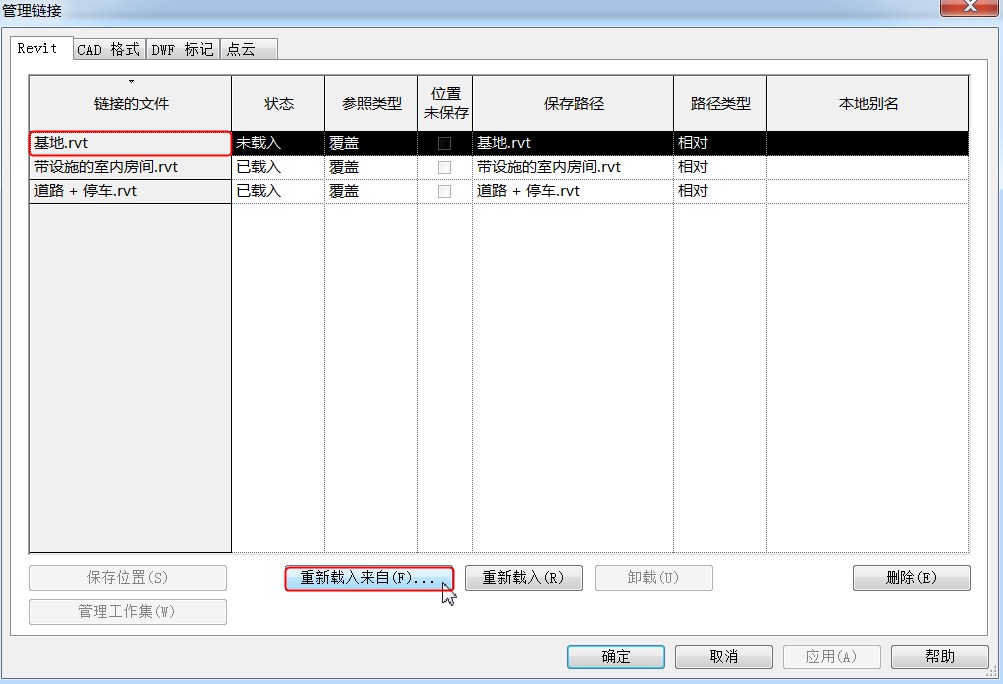 管理链接
Revit CAD 格式 DWF 标记 点云
链接的文件 状态 参照类型 位置未保存 保存路径 路径类型 本地别名
基地.rvt 未载入 覆盖 基地.rvt 相对
带设施的室内房间.rvt 已载入 覆盖 带设施的室内房间.rvt 相对
道路 + 停车.rvt 已载入 覆盖 道路 + 停车.rvt 相对
保存位置(S) 重新载入来自(F)... 重新载入(R) 卸载(U) 删除(E)
管理工作集(W)
确定 取消 应用(A) 帮助